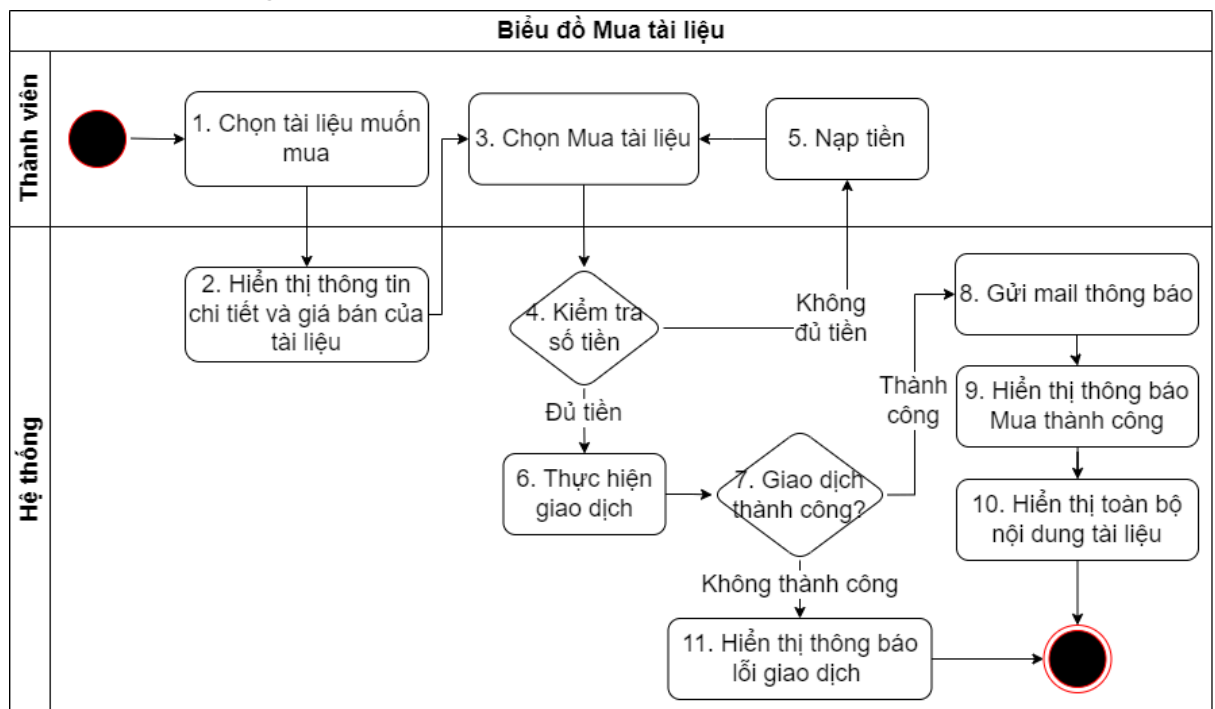 Biểu đồ Mua tài liệu
Thành viên
1. Chọn tài liệu muốn
mua
3. Chọn Mua tài liệu
5. Nạp tiền
Hệ thống
2. Hiển thị thông tin
chi tiết và giá bán của
tài liệu
4. Kiểm tra
số tiền
Không
đủ tiền
8. Gửi mail thông báo
Đủ tiền
Thành
công
9. Hiển thị thông báo
Mua thành công
6. Thực hiện
giao dịch
7. Giao dịch
thành công?
10. Hiển thị toàn bộ
nội dung tài liệu
Không thành công
11. Hiển thị thông báo
lỗi giao dịch